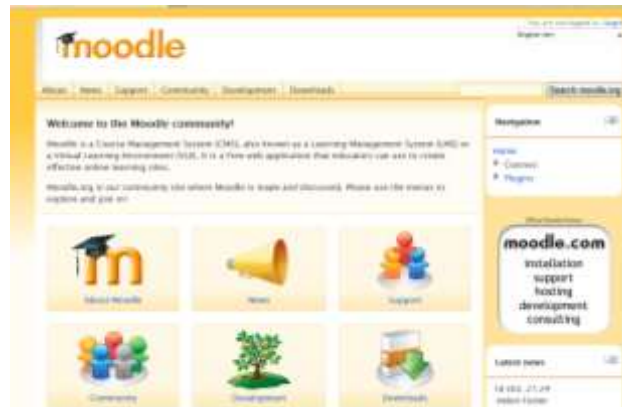 moodle
About News Support Community Development Downloads
Search moodle.org
Welcome to the Moodle community!
Moodle is a Course Management System (CMS), also known as a Learning Management System (LMS) or
a Virtual Learning Environment (VLE). It is a free web application that educators can use to create
effective online learning sites.
Moodle.org is our community site where Moodle is made and discussed. Please use the menus to
explore and join in!
About Moodle
News
Support
Community
Development
Downloads
Navigation
Home
Courses
Plugins
moodle.com
installation
support
hosting
development
consulting
Latest news